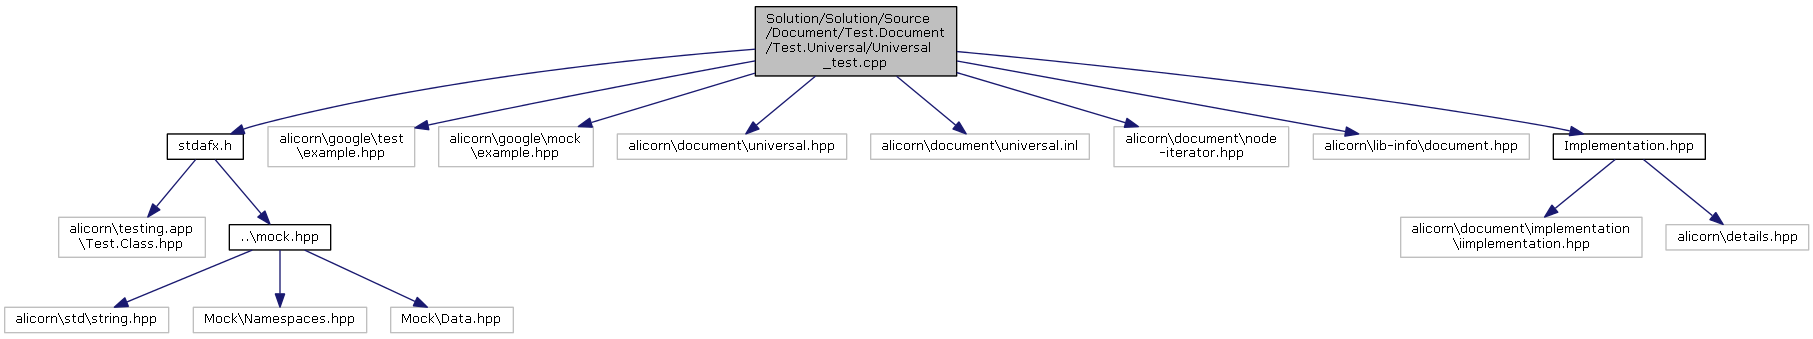 Solution/Solution/Source
/Document/Test.Document
/Test.Universal/Universal
_test.cpp
stdafx.h
alicorn\google\test
\example.hpp
alicorn\google\mock
\example.hpp
alicorn\document\universal.hpp
alicorn\document\universal.inl
alicorn\document\node
-iterator.hpp
alicorn\lib-info\document.hpp
Implementation.hpp
alicorn\testing.app
\Test.Class.hpp
..\mock.hpp
alicorn\document\implementation
\iimplementation.hpp
alicorn\details.hpp
alicorn\std\string.hpp
Mock\Namespaces.hpp
Mock\Data.hpp